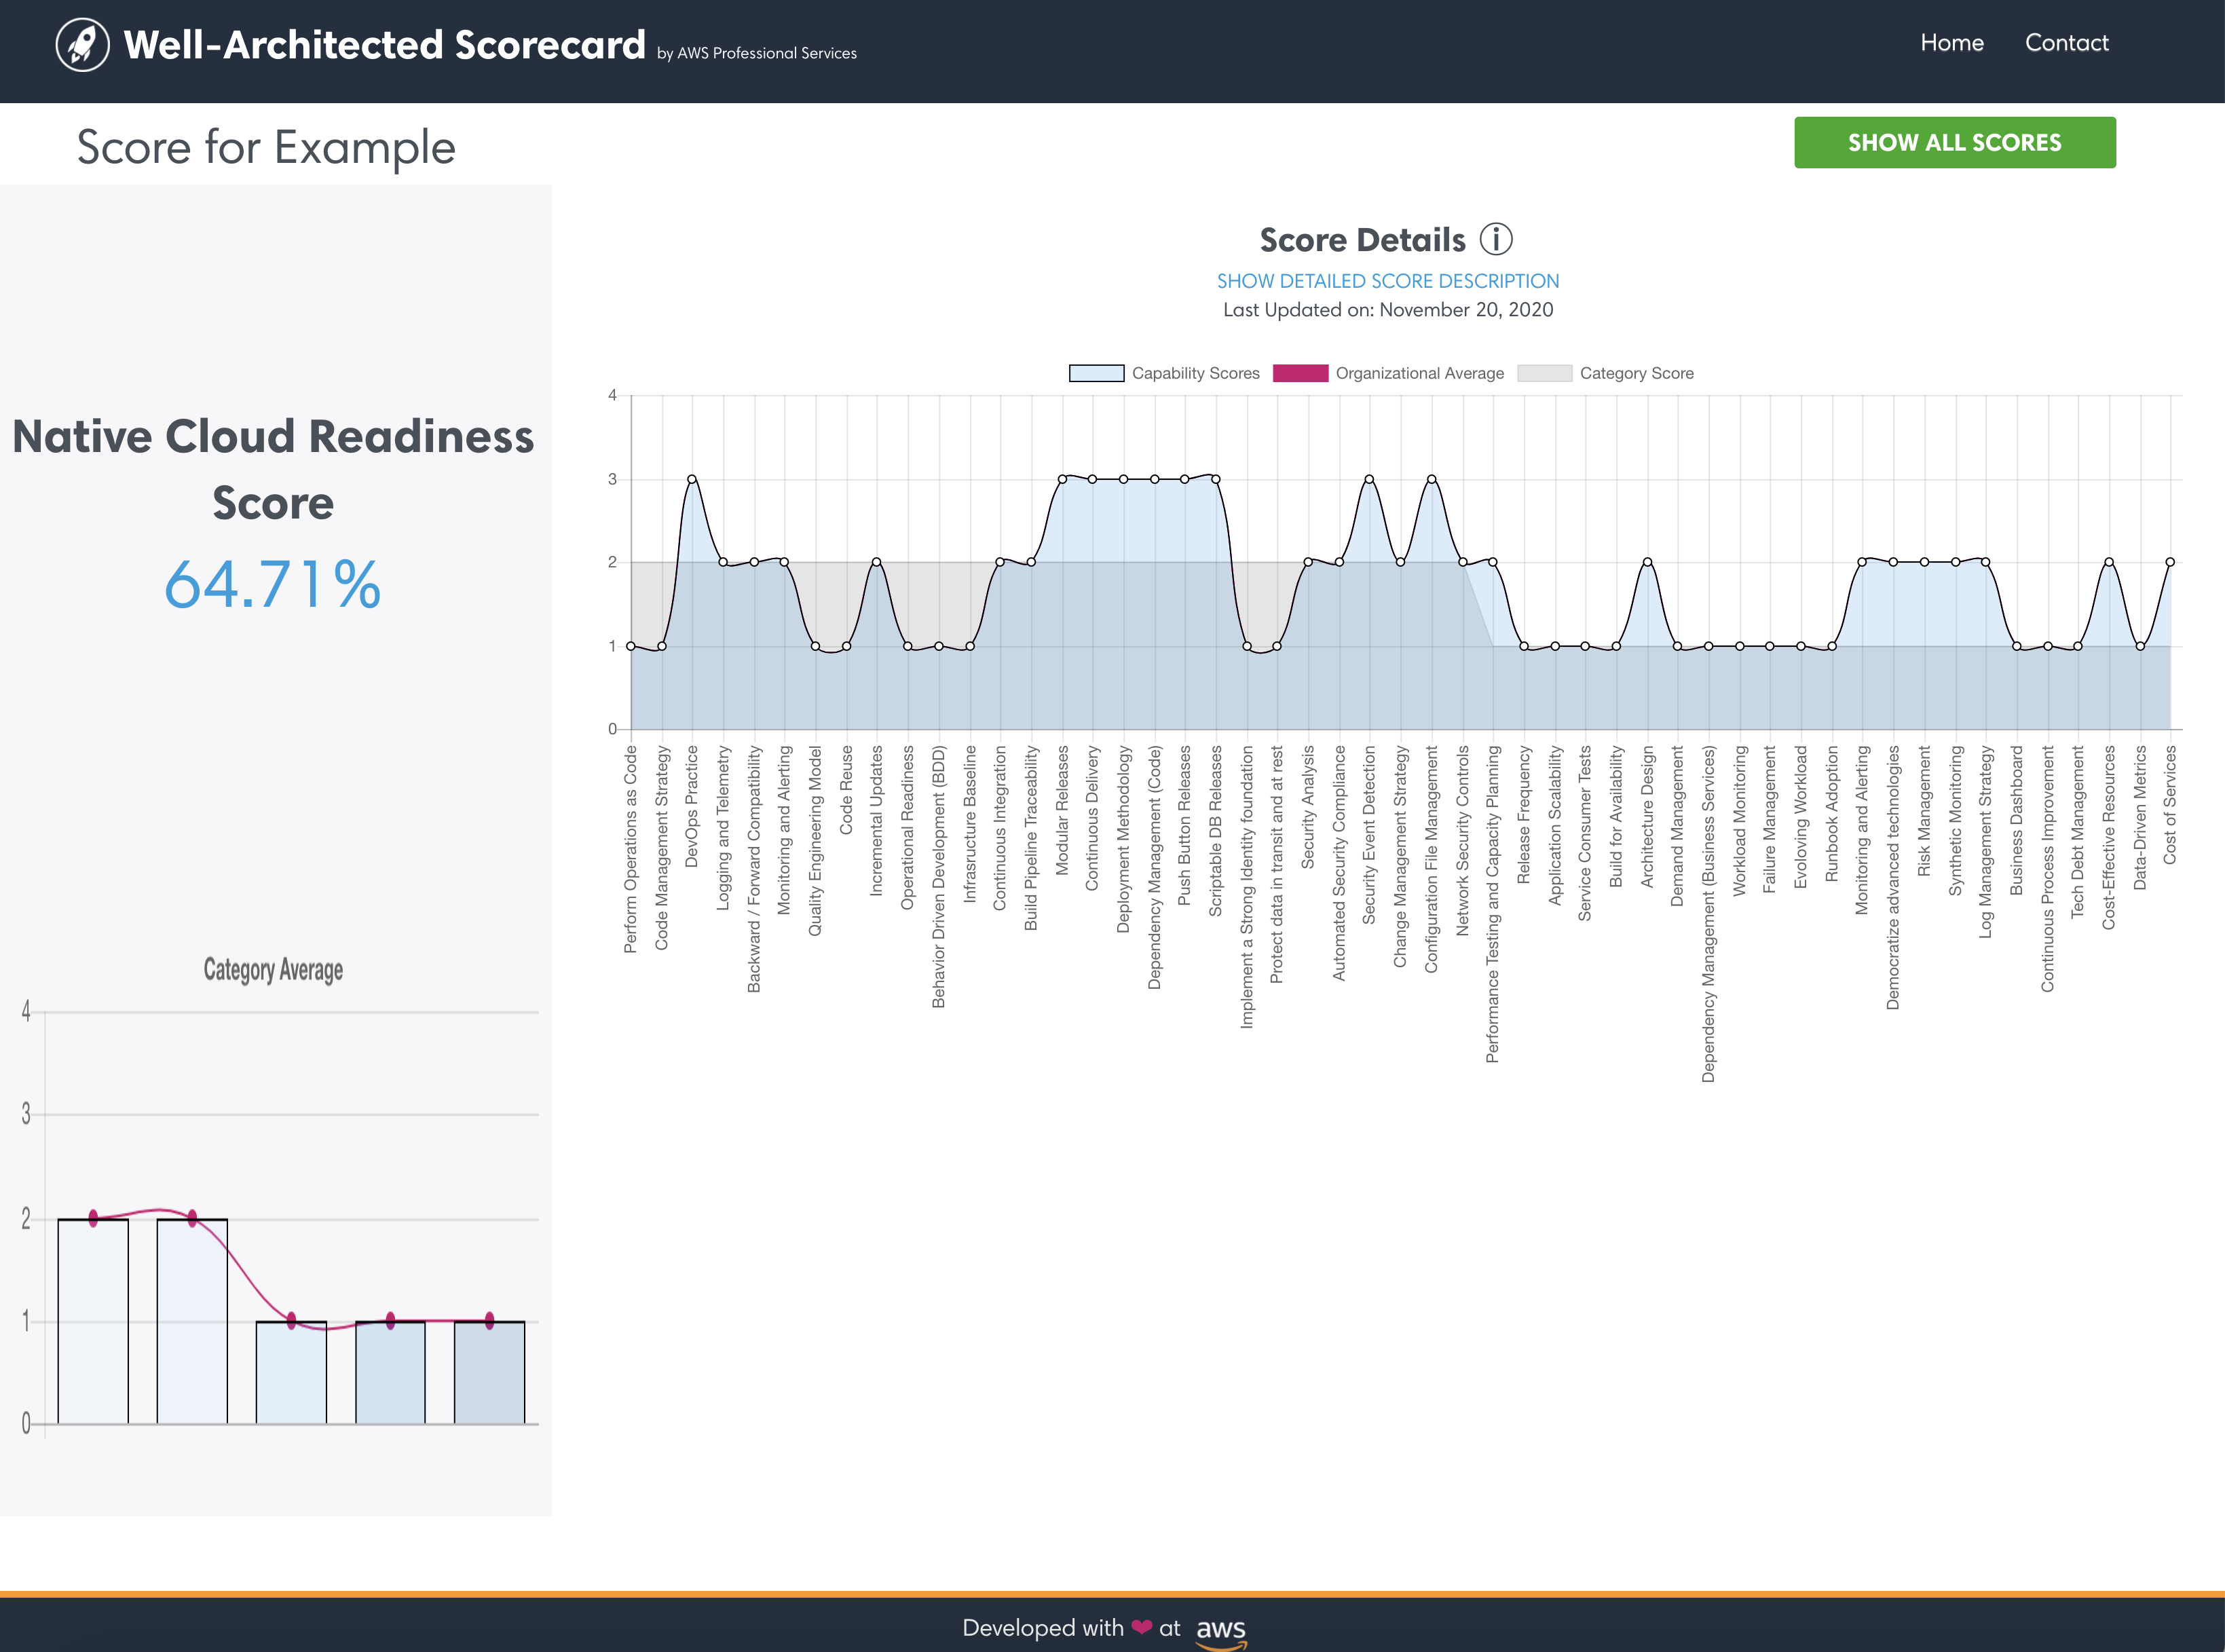 Well-Architected Scorecard by AWS Professional Services
Home Contact
Score for Example
SHOW ALL SCORES
Native Cloud Readiness
Score
64.71%
Category Average
4
3
2
1
0
Score Details i
SHOW DETAILED SCORE DESCRIPTION
Last Updated on: November 20, 2020
Capability Scores Organizational Average Category Score
4
3
2
1
0
Perform Operations as Code
Code Management Strategy
DevOps Practice
Logging and Telemetry
Backward / Forward Compatibility
Monitoring and Alerting
Quality Engineering Model
Code Reuse
Incremental Updates
Operational Readiness
Behavior Driven Development (BDD)
Infrasructure Baseline
Continuous Integration
Build Pipeline Traceability
Modular Releases
Continuous Delivery
Deployment Methodology
Dependency Management (Code)
Push Button Releases
Scriptable DB Releases
Implement a Strong Identity foundation
Protect data in transit and at rest
Security Analysis
Automated Security Compliance
Security Event Detection
Change Management Strategy
Configuration File Management
Network Security Controls
Performance Testing and Capacity Planning
Release Frequency
Application Scalability
Service Consumer Tests
Build for Availability
Architecture Design
Demand Management
Dependency Management (Business Services)
Workload Monitoring
Failure Management
Evoloving Workload
Runbook Adoption
Monitoring and Alerting
Democratize advanced technologies
Risk Management
Synthetic Monitoring
Log Management Strategy
Business Dashboard
Continuous Process Improvement
Tech Debt Management
Cost-Effective Resources
Data-Driven Metrics
Cost of Services
Developed with ❤ at aws